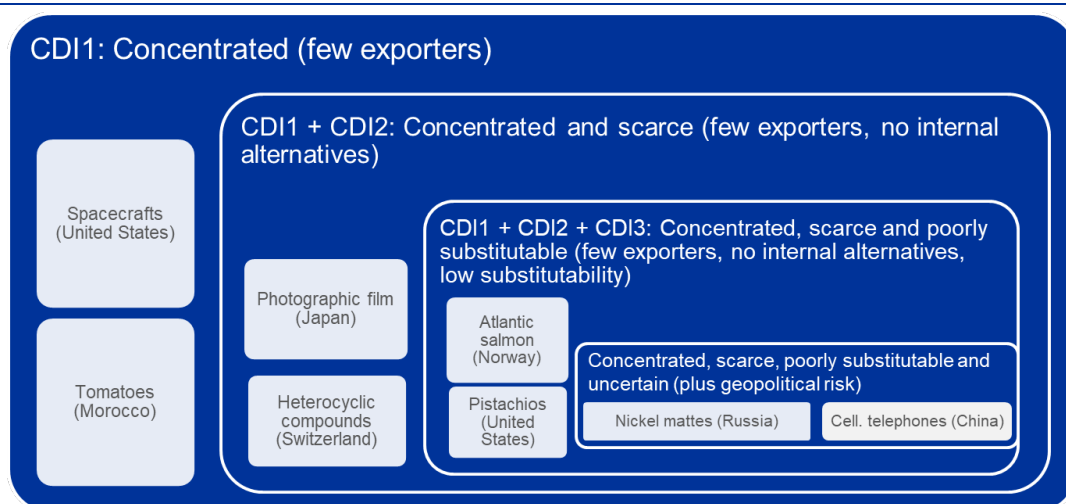 CDI1: Concentrated (few exporters)
CDI1 + CDI2: Concentrated and scarce (few exporters, no internal
alternatives)
Spacecrafts
(United States)
CDI1 + CDI2 + CDI3: Concentrated, scarce and poorly
substitutable (few exporters, no internal alternatives,
low substitutability)
Photographic film
(Japan)
Atlantic
salmon
(Norway)
Concentrated, scarce, poorly substitutable and
uncertain (plus geopolitical risk)
Tomatoes
(Morocco)
Heterocyclic
compounds
(Switzerland)
Pistachios
(United
States)
Nickel mattes (Russia)
Cell. telephones (China)